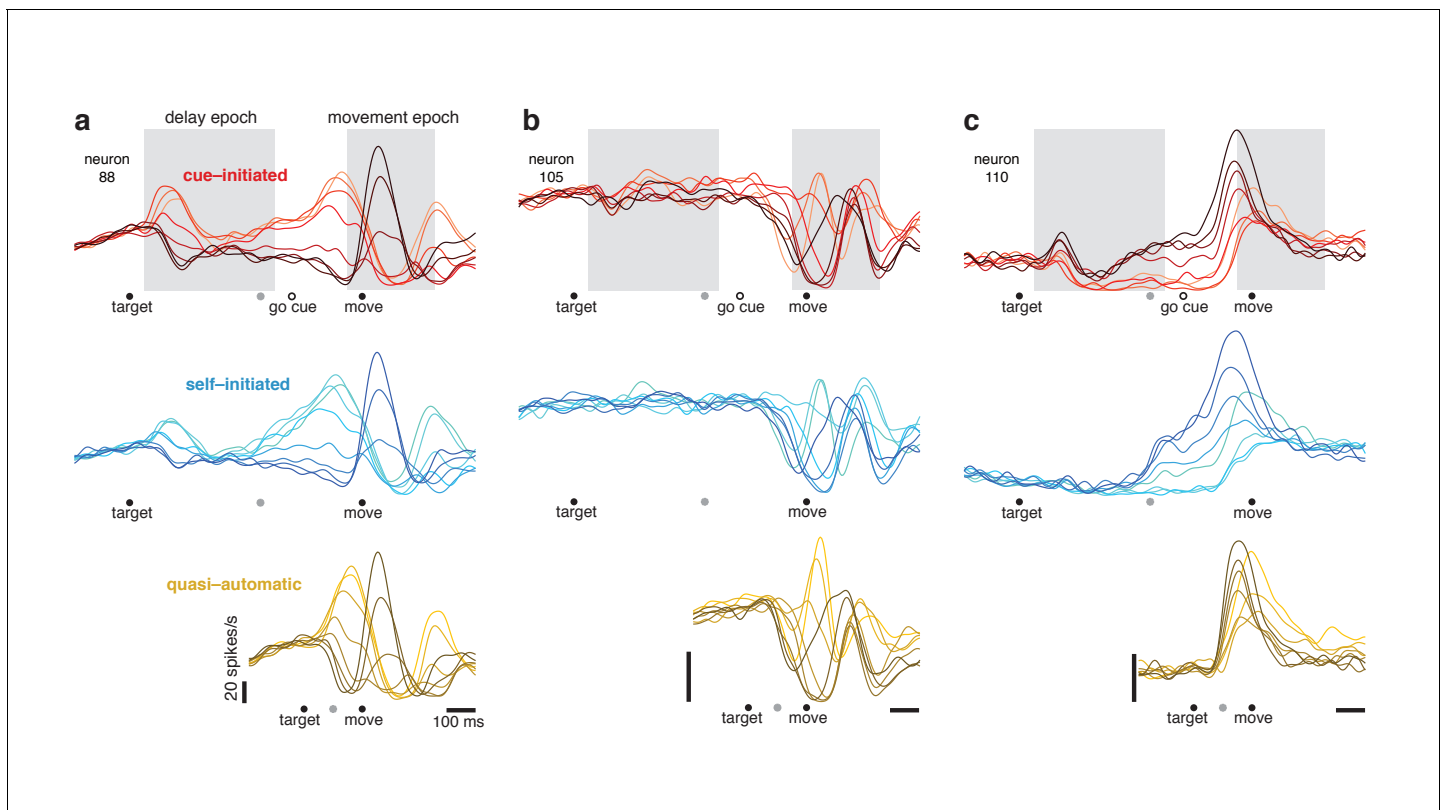 a
delay epoch
movement epoch
neuron
88
cue–initiated
target
go cue
move
b
neuron
105
target
go cue
move
c
neuron
110
target
go cue
move
self–initiated
target
move
target
move
target
move
quasi–automatic
20 spikes/s
target
move
100 ms
target
move
target
move